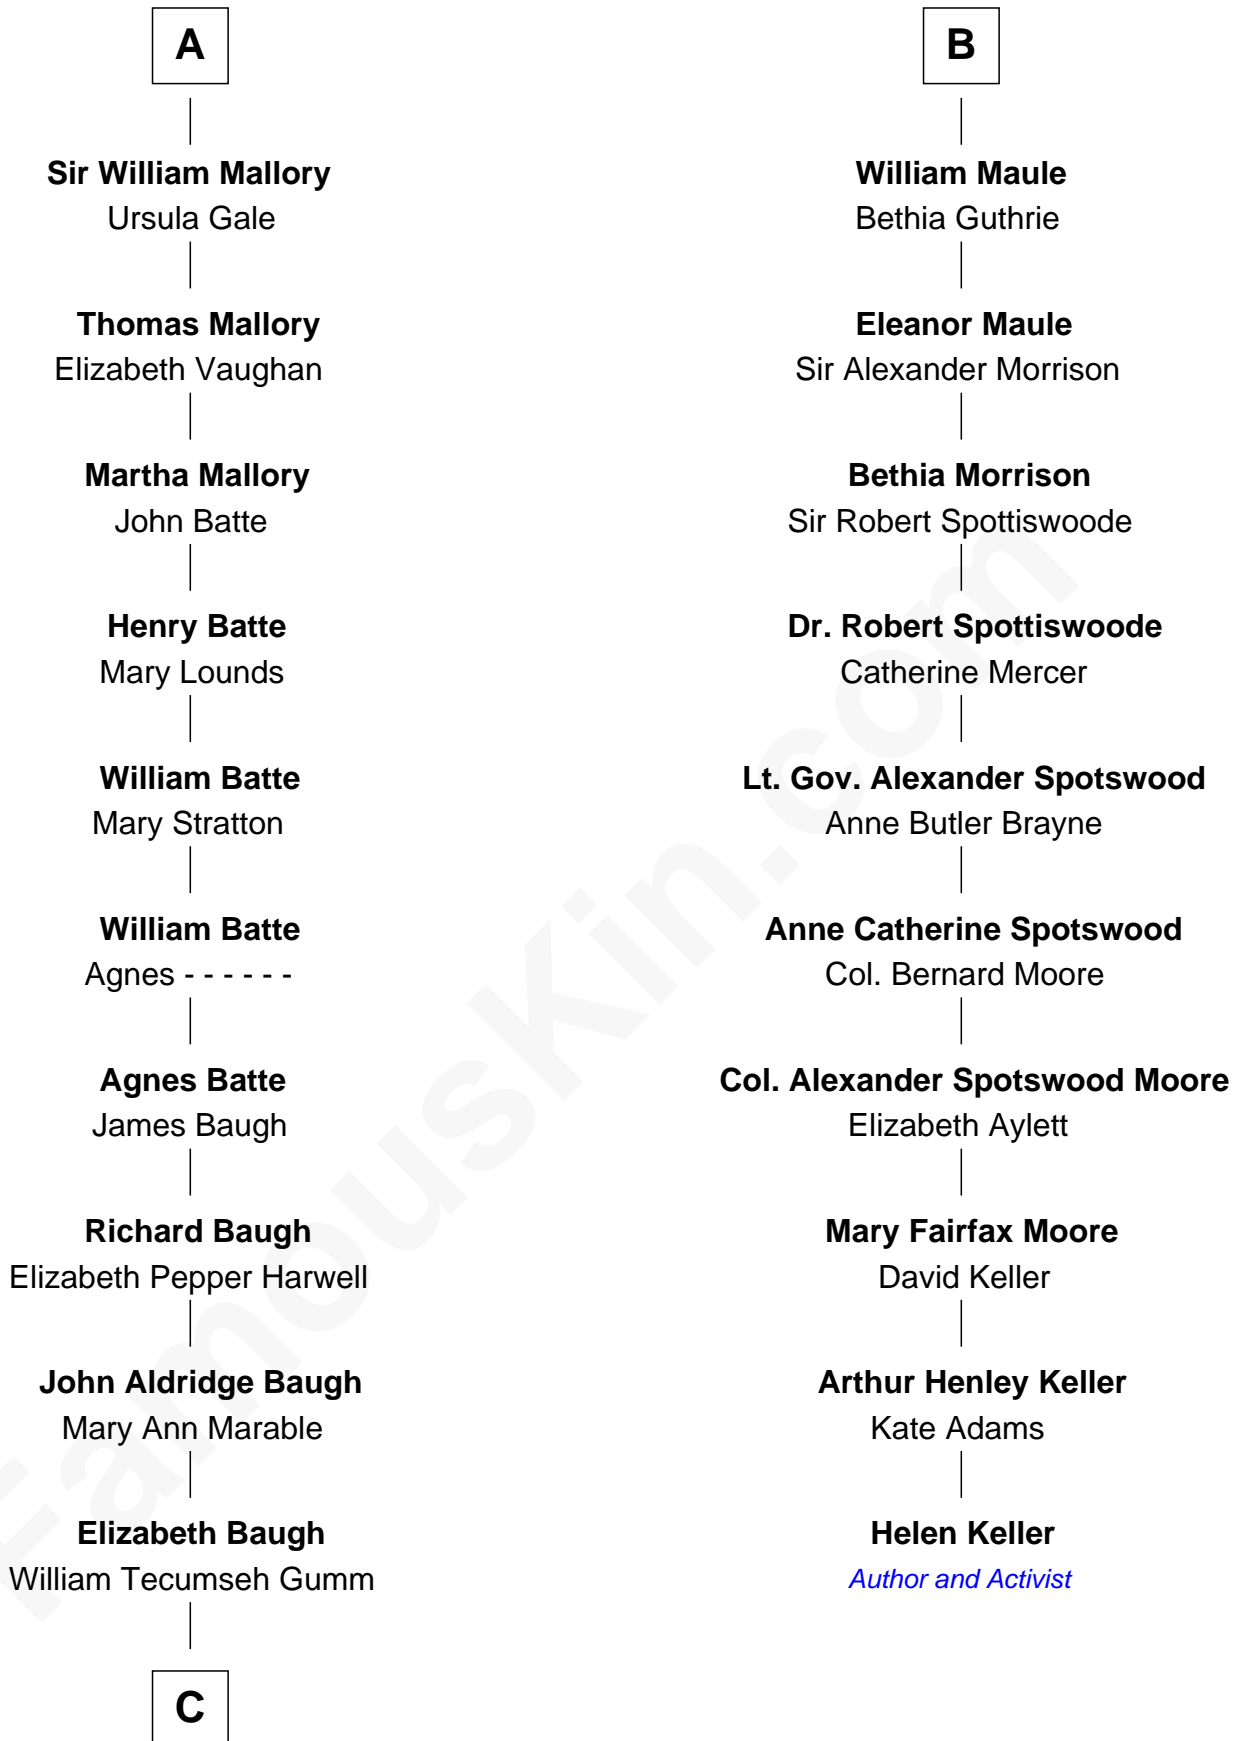 A
Sir William Mallory
Ursula Gale
Thomas Mallory
Elizabeth Vaughan
Martha Mallory
John Batte
Henry Batte
Mary Lounds
William Batte
Mary Stratton
William Batte
Agnes - - - - - -
Agnes Batte
James Baugh
Richard Baugh
Elizabeth Pepper Harwell
John Aldridge Baugh
Mary Ann Marable
Elizabeth Baugh
William Tecumseh Gumm
C
B
William Maule
Bethia Guthrie
Eleanor Maule
Sir Alexander Morrison
Bethia Morrison
Sir Robert Spottiswoode
Dr. Robert Spottiswoode
Catherine Mercer
Lt. Gov. Alexander Spotswood
Anne Butler Brayne
Anne Catherine Spotswood
Col. Bernard Moore
Col. Alexander Spotswood Moore
Elizabeth Aylett
Mary Fairfax Moore
David Keller
Arthur Henley Keller
Kate Adams
Helen Keller
Author and Activist
FamousKin.com